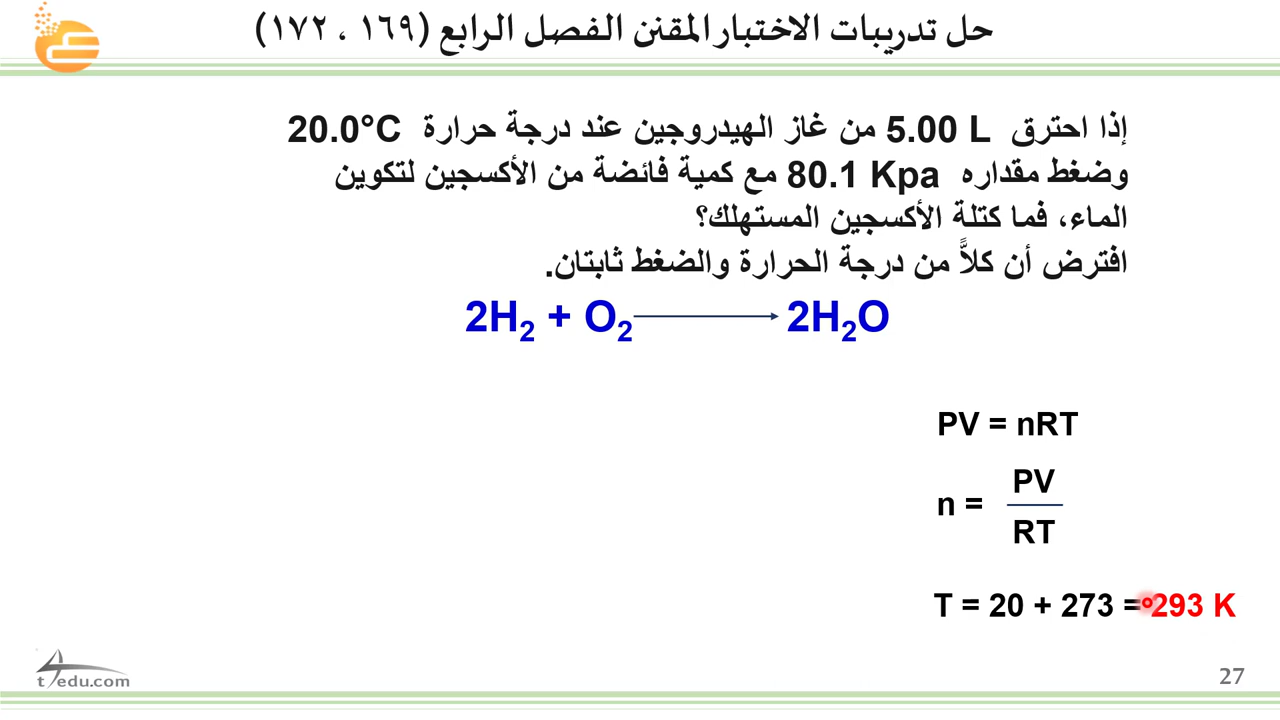 حل تدريبات الاختبار المقنن الفصل الرابع (١٦٩ ، ١٧٢)
إذا احترق 5.00 L من غاز الهيدروجين عند درجة حرارة 20.0°C
وضغط مقداره 80.1 Kpa مع كمية فائضة من الأكسجين لتكوين
الماء، فما كتلة الأكسجين المستهلك؟
افترض أن كلاًّ من درجة الحرارة والضغط ثابتان.
2H₂ + O₂ → 2H₂O
PV = nRT
n = PV
RT
T = 20 + 273 = 293 K
edu.com
27